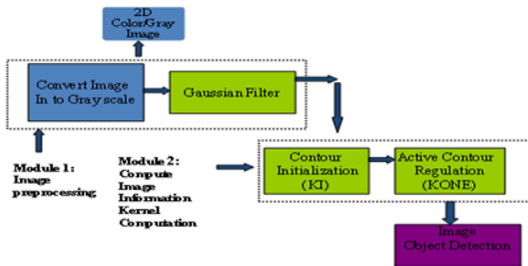 2D
Color/Gray
Image
Convert Image
In to Gray scale
Gaussian Filter
Module 1:
Image
preprocessing
Module 2:
Compute
Image
Information
Kernel
Computation
Contour
Initialization
(KI)
Active Contour
Regulation
(KONE)
Image
Object Detection